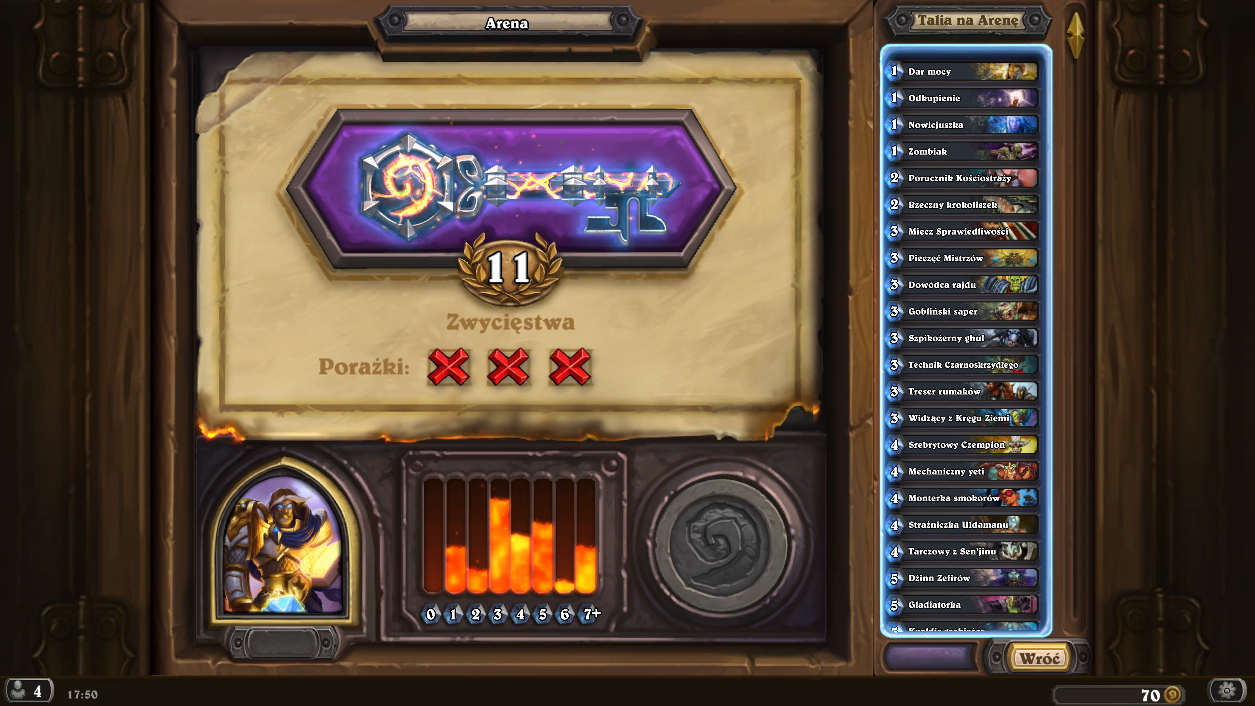 Arena
11
Zwycięstwa
Porażki:
0 1 2 3 4 5 6 7+
Talia na Arenę
1 Dar mocy
1 Odkupienie
1 Nowicjuszka
1 Zombiak
2 Porucznik Kościostrzy
2 Rzeczny krokoliszek
3 Miecz Sprawiedliwości
3 Pieczęć Mistrzów
3 Dowódca rajdu
3 Gobliński saper
3 Szpikożerny ghul
3 Technik Czarnoskrzydłego
3 Treser rumaków
3 Widzący z Kręgu Ziemi
4 Srebrytowy Czempion
4 Mechaniczny yeti
4 Monterka smokorów
4 Strażniczka Uldamanu
4 Tarczowy z Sen'jinu
5 Dżinn Zefirów
5 Gladiatorka
Wróć
4
17:50
70